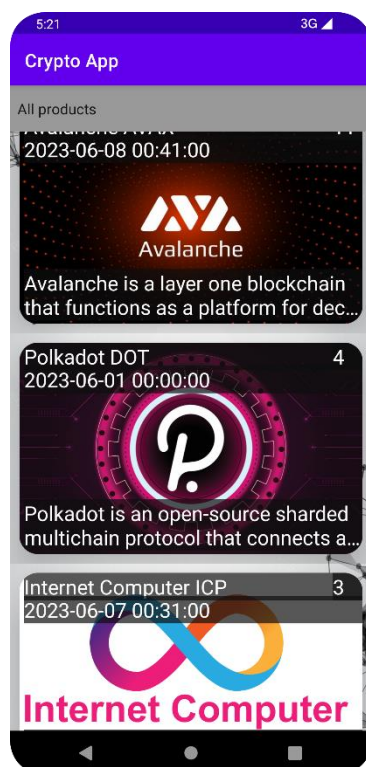 5:21
3G
Crypto App
All products
Avalanche AVAX
2023-06-08 00:41:00
Avalanche
Avalanche is a layer one blockchain
that functions as a platform for dec...
Polkadot DOT 4
2023-06-01 00:00:00
Polkadot is an open-source sharded
multichain protocol that connects a...
Internet Computer ICP 3
2023-06-07 00:31:00
Internet Computer